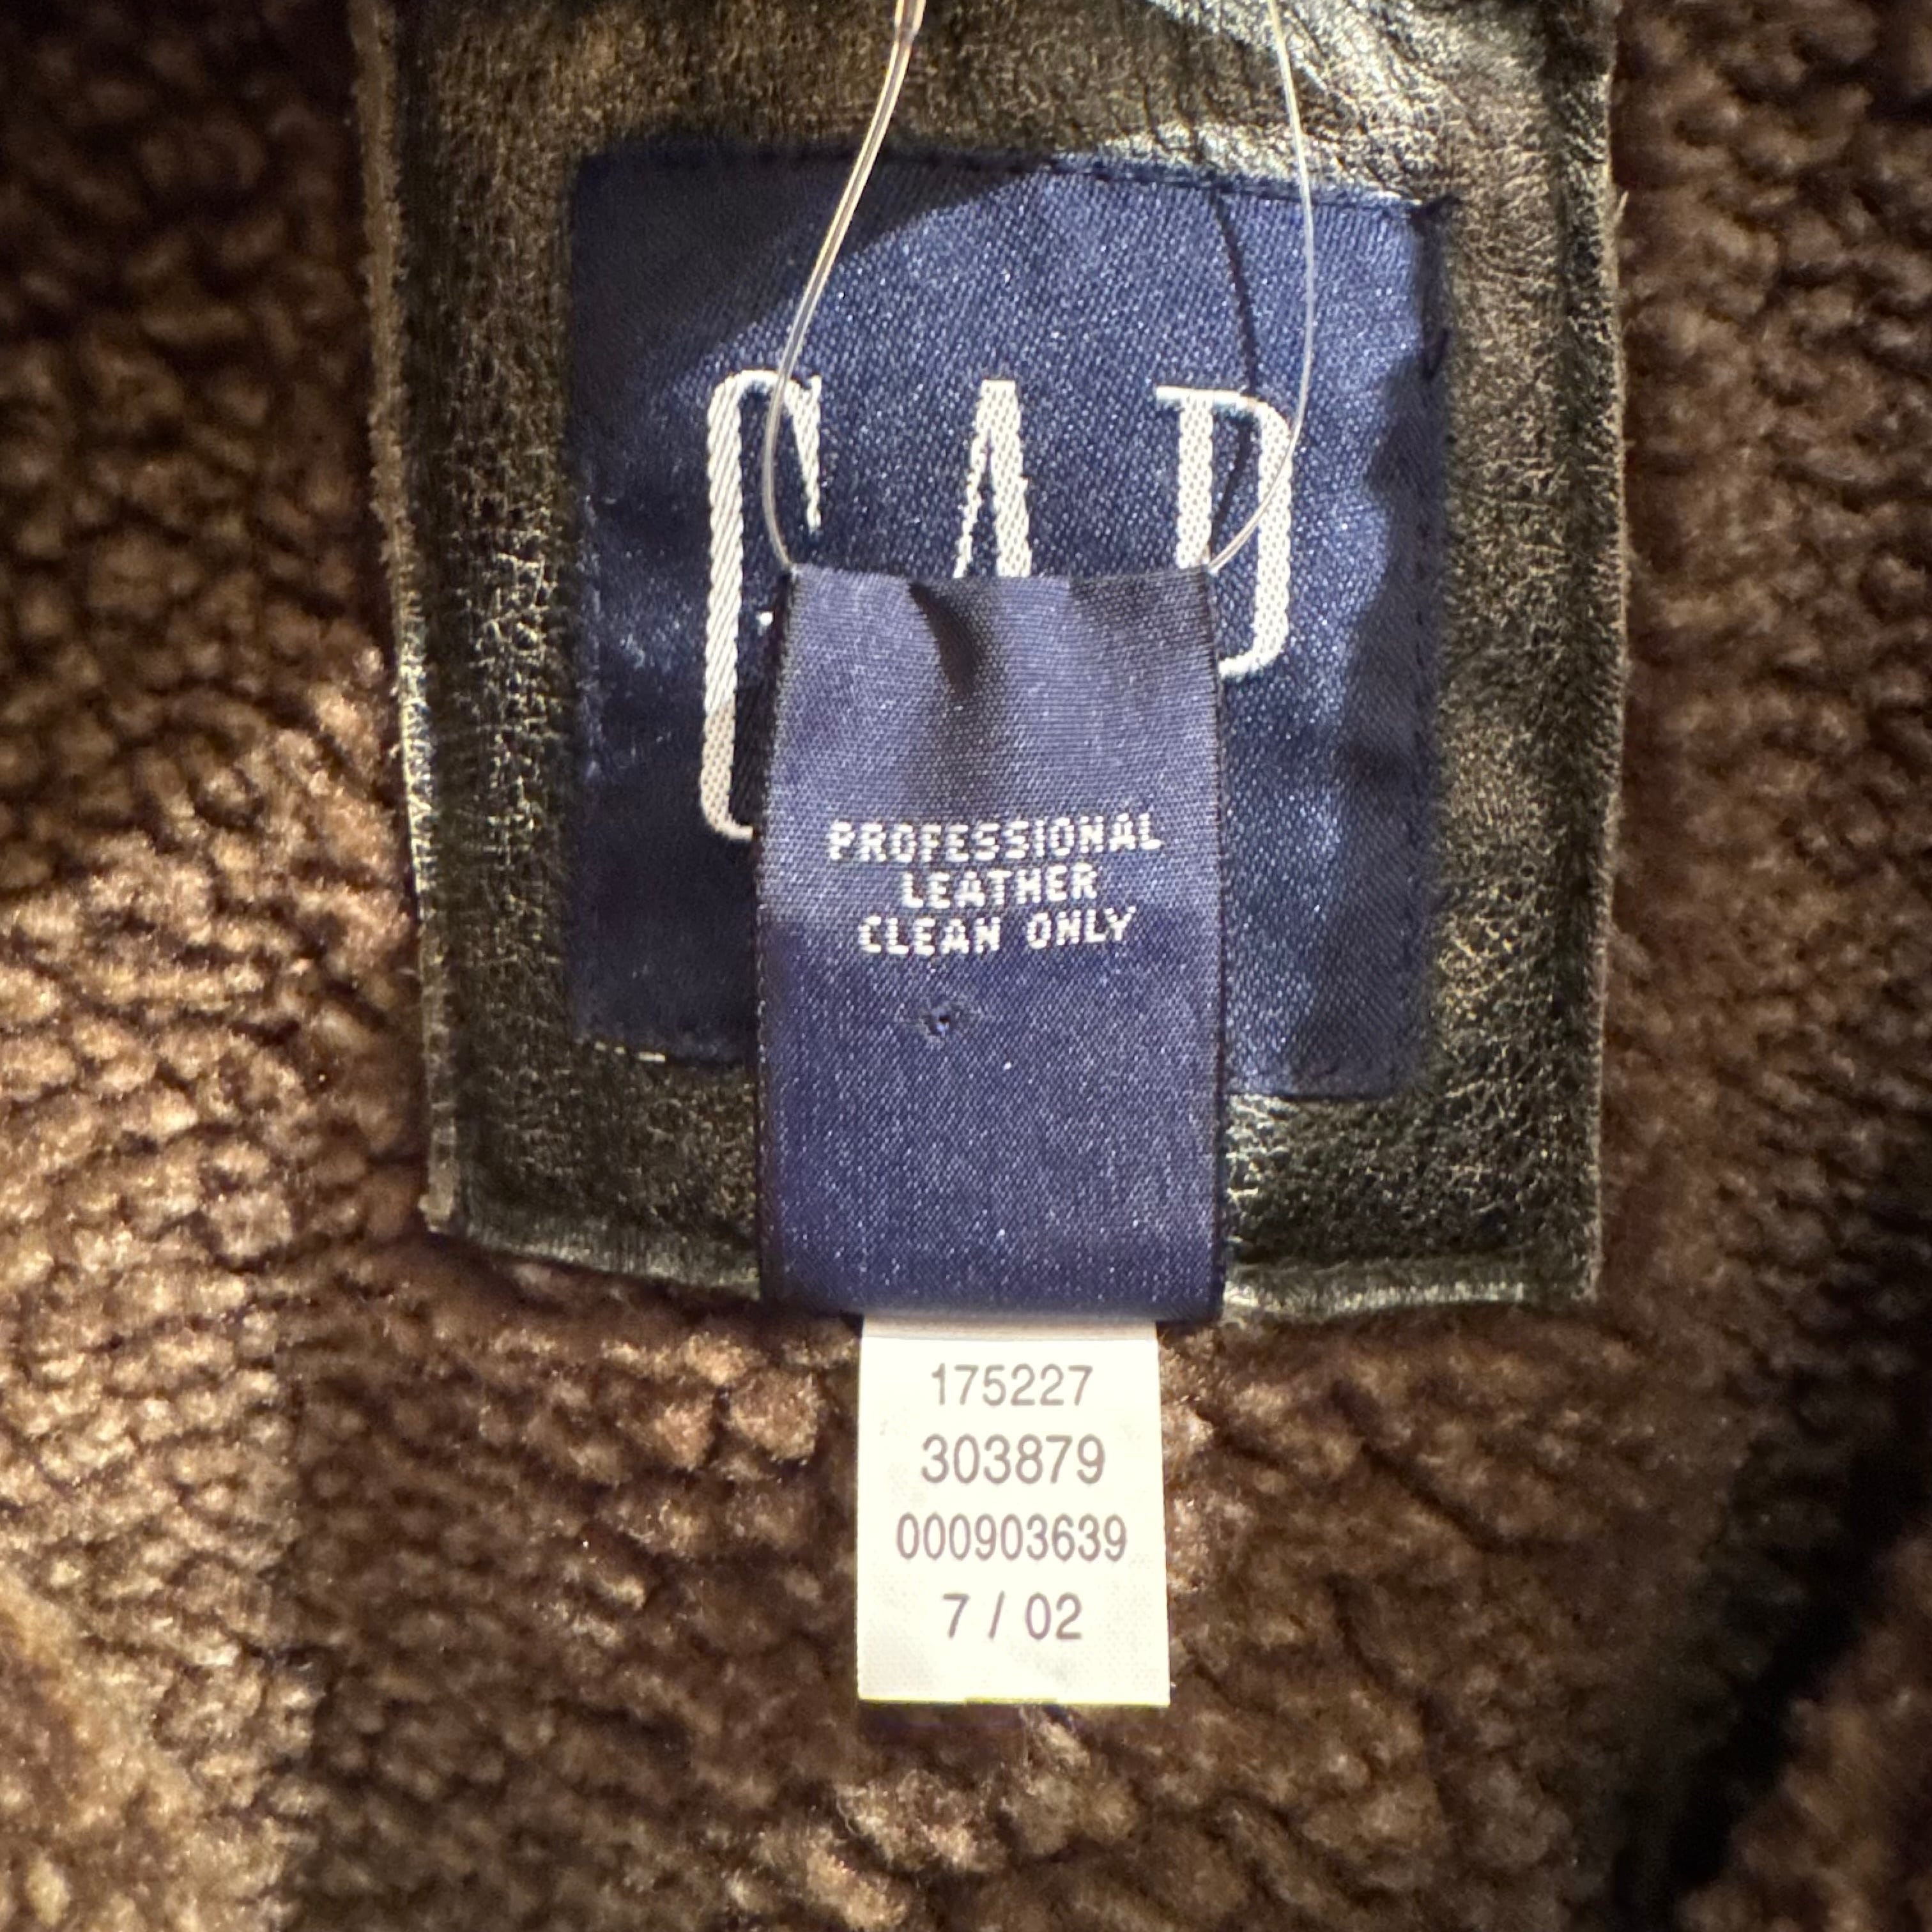 GAP
PROFESSIONAL
LEATHER
CLEAN ONLY
175227
303879
000903639
7 / 02